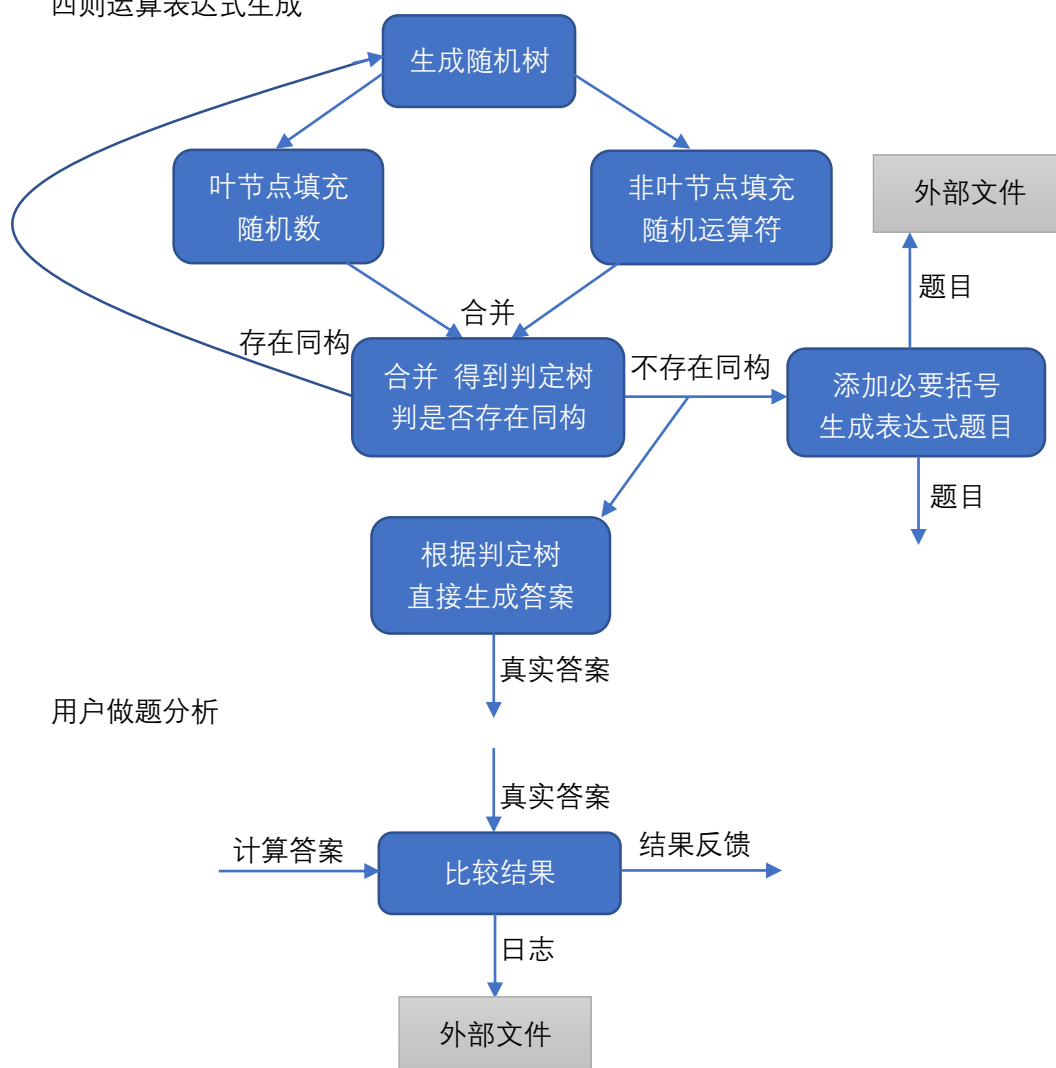 四则运算表达式生成
生成随机树
叶节点填充
随机数
非叶节点填充
随机运算符
外部文件
题目
合并
存在同构
合并 得到判定树
判是否存在同构
不存在同构
添加必要括号
生成表达式题目
题目
根据判定树
直接生成答案
真实答案
用户做题分析
真实答案
计算答案
比较结果
结果反馈
日志
外部文件